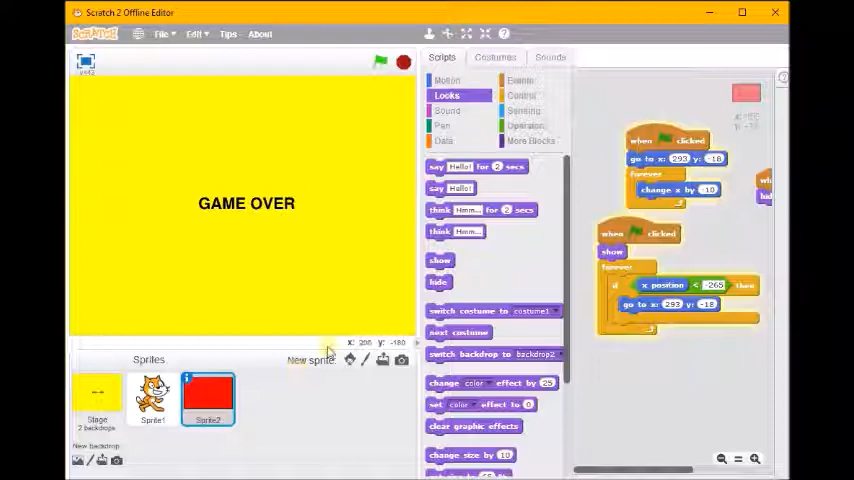 Scratch 2 Offline Editor
SCRATCH File Edit Tips About
v442
GAME OVER
x: 206 y: -180
Sprites New sprite:
Stage
2 backdrops
Sprite1
Sprite2
New backdrop:
Scripts Costumes Sounds
Motion Events
Looks Control
Sound Sensing
Pen Operators
Data More Blocks
say Hello! for 2 secs
say Hello!
think Hmm... for 2 secs
think Hmm...
show
hide
switch costume to costume1
next costume
switch backdrop to backdrop2
change color effect by 25
set color effect to 0
clear graphic effects
change size by 10
when clicked
go to x: 293 y: -18
forever
change x by -10
when clicked
show
forever
if x position < -265 then
go to x: 293 y: -18